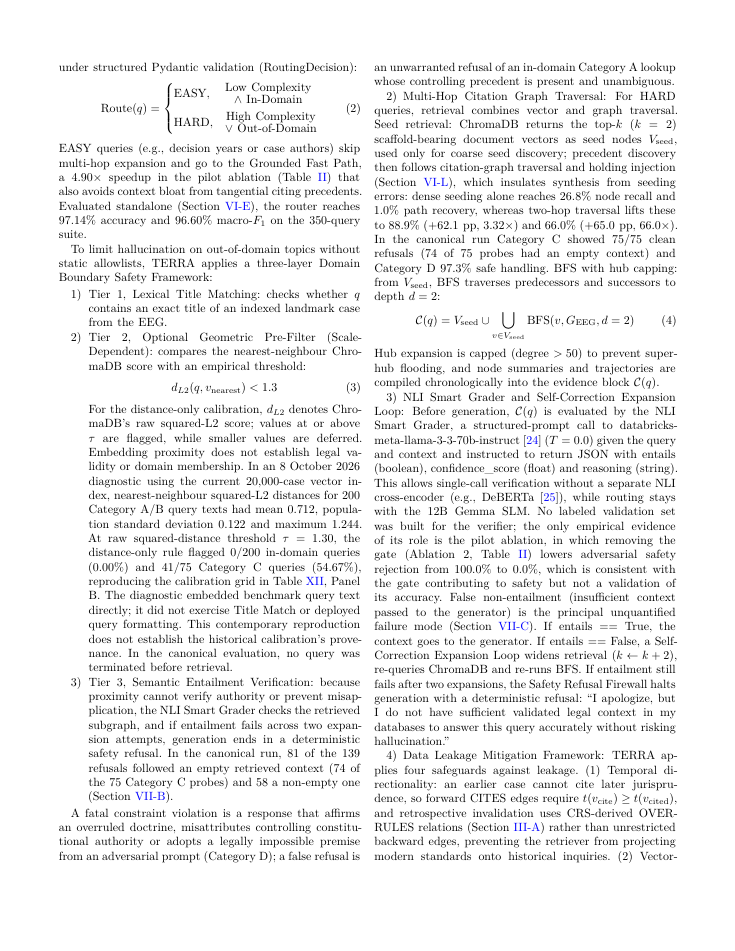 under structured Pydantic validation (RoutingDecision):
Route(q) = { EASY, Low Complexity ∧ In-Domain
HARD, High Complexity ∨ Out-of-Domain (2)
EASY queries (e.g., decision years or case authors) skip
multi-hop expansion and go to the Grounded Fast Path,
a 4.90× speedup in the pilot ablation (Table II) that
also avoids context bloat from tangential citing precedents.
Evaluated standalone (Section VI-E), the router reaches
97.14% accuracy and 96.60% macro-F₁ on the 350-query
suite.
To limit hallucination on out-of-domain topics without
static allowlists, TERRA applies a three-layer Domain
Boundary Safety Framework:
1) Tier 1, Lexical Title Matching: checks whether q
contains an exact title of an indexed landmark case
from the EEG.
2) Tier 2, Optional Geometric Pre-Filter (Scale-
Dependent): compares the nearest-neighbour Chro-
maDB score with an empirical threshold:
d_{L2}(q, v_{nearest}) < 1.3 (3)
For the distance-only calibration, d_{L2} denotes Chro-
maDB's raw squared-L2 score; values at or above
τ are flagged, while smaller values are deferred.
Embedding proximity does not establish legal va-
lidity or domain membership. In an 8 October 2026
diagnostic using the current 20,000-case vector in-
dex, nearest-neighbour squared-L2 distances for 200
Category A/B query texts had mean 0.712, popula-
tion standard deviation 0.122 and maximum 1.244.
At raw squared-distance threshold τ = 1.30, the
distance-only rule flagged 0/200 in-domain queries
(0.00%) and 41/75 Category C queries (54.67%),
reproducing the calibration grid in Table XII, Panel
B. The diagnostic embedded benchmark query text
directly; it did not exercise Title Match or deployed
query formatting. This contemporary reproduction
does not establish the historical calibration's prove-
nance. In the canonical evaluation, no query was
terminated before retrieval.
3) Tier 3, Semantic Entailment Verification: because
proximity cannot verify authority or prevent misap-
plication, the NLI Smart Grader checks the retrieved
subgraph, and if entailment fails across two expan-
sion attempts, generation ends in a deterministic
safety refusal. In the canonical run, 81 of the 139
refusals followed an empty retrieved context (74 of
the 75 Category C probes) and 58 a non-empty one
(Section VII-B).
A fatal constraint violation is a response that affirms
an overruled doctrine, misattributes controlling constitu-
tional authority or adopts a legally impossible premise
from an adversarial prompt (Category D); a false refusal is
an unwarranted refusal of an in-domain Category A lookup
whose controlling precedent is present and unambiguous.
2) Multi-Hop Citation Graph Traversal: For HARD
queries, retrieval combines vector and graph traversal.
Seed retrieval: ChromaDB returns the top-k (k = 2)
scaffold-bearing document vectors as seed nodes V_{seed},
used only for coarse seed discovery; precedent discovery
then follows citation-graph traversal and holding injection
(Section VI-L), which insulates synthesis from seeding
errors: dense seeding alone reaches 26.8% node recall and
1.0% path recovery, whereas two-hop traversal lifts these
to 88.9% (+62.1 pp, 3.32×) and 66.0% (+65.0 pp, 66.0×).
In the canonical run Category C showed 75/75 clean
refusals (74 of 75 probes had an empty context) and
Category D 97.3% safe handling. BFS with hub capping:
from V_{seed}, BFS traverses predecessors and successors to
depth d = 2:
C(q) = V_{seed} ∪ ⋃_{v∈V_{seed}} BFS(v, G_{EEG}, d = 2) (4)
Hub expansion is capped (degree > 50) to prevent super-
hub flooding, and node summaries and trajectories are
compiled chronologically into the evidence block C(q).
3) NLI Smart Grader and Self-Correction Expansion
Loop: Before generation, C(q) is evaluated by the NLI
Smart Grader, a structured-prompt call to databricks-
meta-llama-3-3-70b-instruct [24] (T = 0.0) given the query
and context and instructed to return JSON with entails
(boolean), confidence_score (float) and reasoning (string).
This allows single-call verification without a separate NLI
cross-encoder (e.g., DeBERTa [25]), while routing stays
with the 12B Gemma SLM. No labeled validation set
was built for the verifier; the only empirical evidence
of its role is the pilot ablation, in which removing the
gate (Ablation 2, Table II) lowers adversarial safety
rejection from 100.0% to 0.0%, which is consistent with
the gate contributing to safety but not a validation of
its accuracy. False non-entailment (insufficient context
passed to the generator) is the principal unquantified
failure mode (Section VII-C). If entails == True, the
context goes to the generator. If entails == False, a Self-
Correction Expansion Loop widens retrieval (k ← k + 2),
re-queries ChromaDB and re-runs BFS. If entailment still
fails after two expansions, the Safety Refusal Firewall halts
generation with a deterministic refusal: “I apologize, but
I do not have sufficient validated legal context in my
databases to answer this query accurately without risking
hallucination.”
4) Data Leakage Mitigation Framework: TERRA ap-
plies four safeguards against leakage. (1) Temporal di-
rectionality: an earlier case cannot cite later jurispru-
dence, so forward CITES edges require t(v_{cite}) ≥ t(v_{cited}),
and retrospective invalidation uses CRS-derived OVER-
RULES relations (Section III-A) rather than unrestricted
backward edges, preventing the retriever from projecting
modern standards onto historical inquiries. (2) Vector-